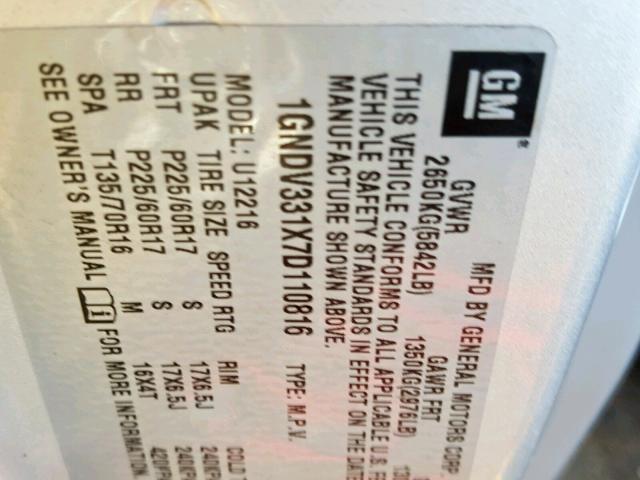 GM
MFD BY GENERAL MOTORS CORP
GVWR GAWR FRT
2650KG(5842LB) 1350KG(2976LB)
THIS VEHICLE CONFORMS TO ALL APPLICABLE U.S.
VEHICLE SAFETY STANDARDS IN EFFECT ON THE DATE
MANUFACTURE SHOWN ABOVE.
1GNDV331X7D110816 TYPE: M.P.V.
MODEL: U12216
UPAK TIRE SIZE SPEED RTG RIM COLD
FRT P225/60R17 S 17X6.5J
RR P225/60R17 S 17X6.5J
SPA T135/70R16 M 16X4T
SEE OWNER'S MANUAL FOR MORE INFORMATION.